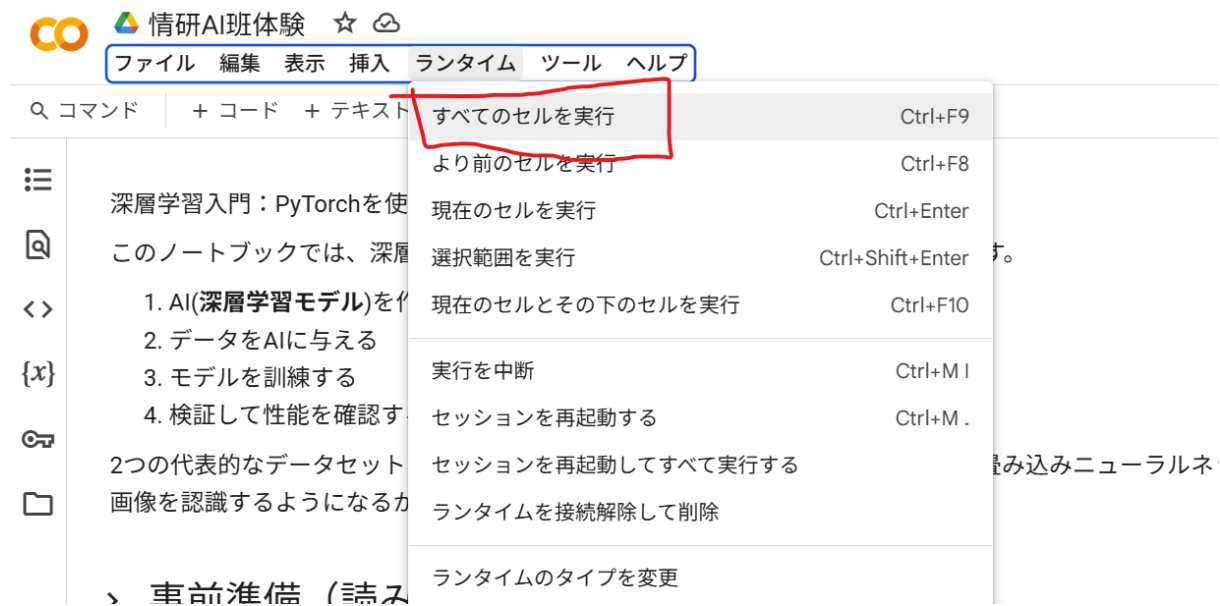 情研AI班体験
ファイル 編集 表示 挿入 ランタイム ツール ヘルプ
コマンド + コード + テキスト
すべてのセルを実行 Ctrl+F9
より前のセルを実行 Ctrl+F8
現在のセルを実行 Ctrl+Enter
選択範囲を実行 Ctrl+Shift+Enter
現在のセルとその下のセルを実行 Ctrl+F10
実行を中断 Ctrl+M I
セッションを再起動する Ctrl+M .
セッションを再起動してすべて実行する
ランタイムを接続解除して削除
ランタイムのタイプを変更
深層学習入門：PyTorchを使
このノートブックでは、深層 す。
1. AI(深層学習モデル)を作
2. データをAIに与える
3. モデルを訓練する
4. 検証して性能を確認す
2つの代表的なデータセット 畳み込みニューラルネ
画像を認識するようになるか
事前準備（読み